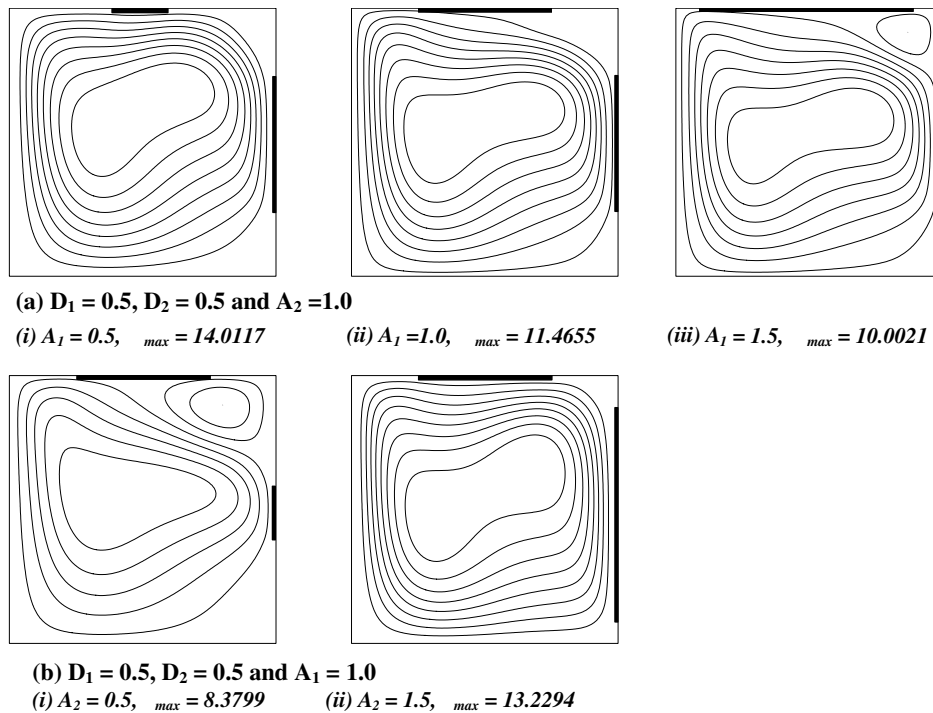 (a) D₁ = 0.5, D₂ = 0.5 and A₂ =1.0
(i) A₁ = 0.5, max = 14.0117
(ii) A₁ =1.0, max = 11.4655
(iii) A₁ = 1.5, max = 10.0021
(b) D₁ = 0.5, D₂ = 0.5 and A₁ = 1.0
(i) A₂ = 0.5, max = 8.3799
(ii) A₂ = 1.5, max = 13.2294